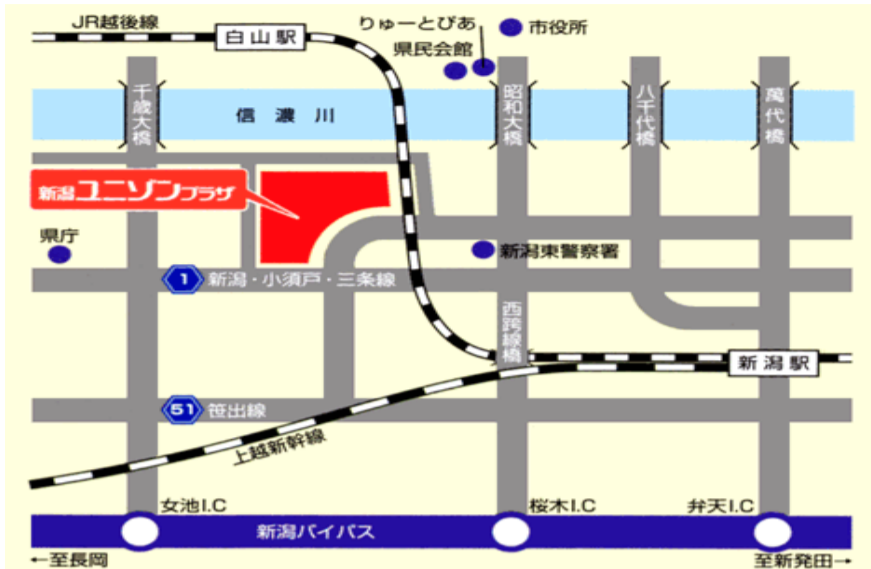 JR越後線
白山駅
りゅーとぴあ
県民会館
市役所
千歳大橋
信濃川
昭和大橋
八千代橋
萬代橋
新潟ユニゾンプラザ
県庁
新潟東警察署
1
新潟・小須戸・三条線
西跨線橋
新潟駅
51
笹出線
上越新幹線
女池I.C
桜木I.C
弁天I.C
新潟バイパス
←至長岡
至新発田→